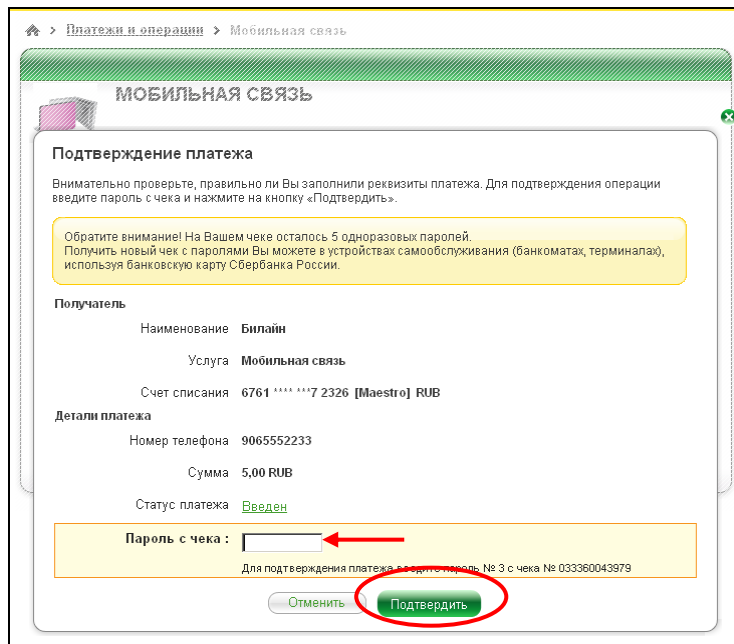 Платежи и операции > Мобильная связь
МОБИЛЬНАЯ СВЯЗЬ
Подтверждение платежа
Внимательно проверьте, правильно ли Вы заполнили реквизиты платежа. Для подтверждения операции
введите пароль с чека и нажмите на кнопку «Подтвердить».
Обратите внимание! На Вашем чеке осталось 5 одноразовых паролей.
Получить новый чек с паролями Вы можете в устройствах самообслуживания (банкоматах, терминалах),
используя банковскую карту Сбербанка России.
Получатель
Наименование Билайн
Услуга Мобильная связь
Счет списания 6761 **** ***7 2326 [Maestro] RUB
Детали платежа
Номер телефона 9065552233
Сумма 5,00 RUB
Статус платежа Введен
Пароль с чека :
Для подтверждения платежа введите пароль № 3 с чека № 033360043979
Отменить Подтвердить